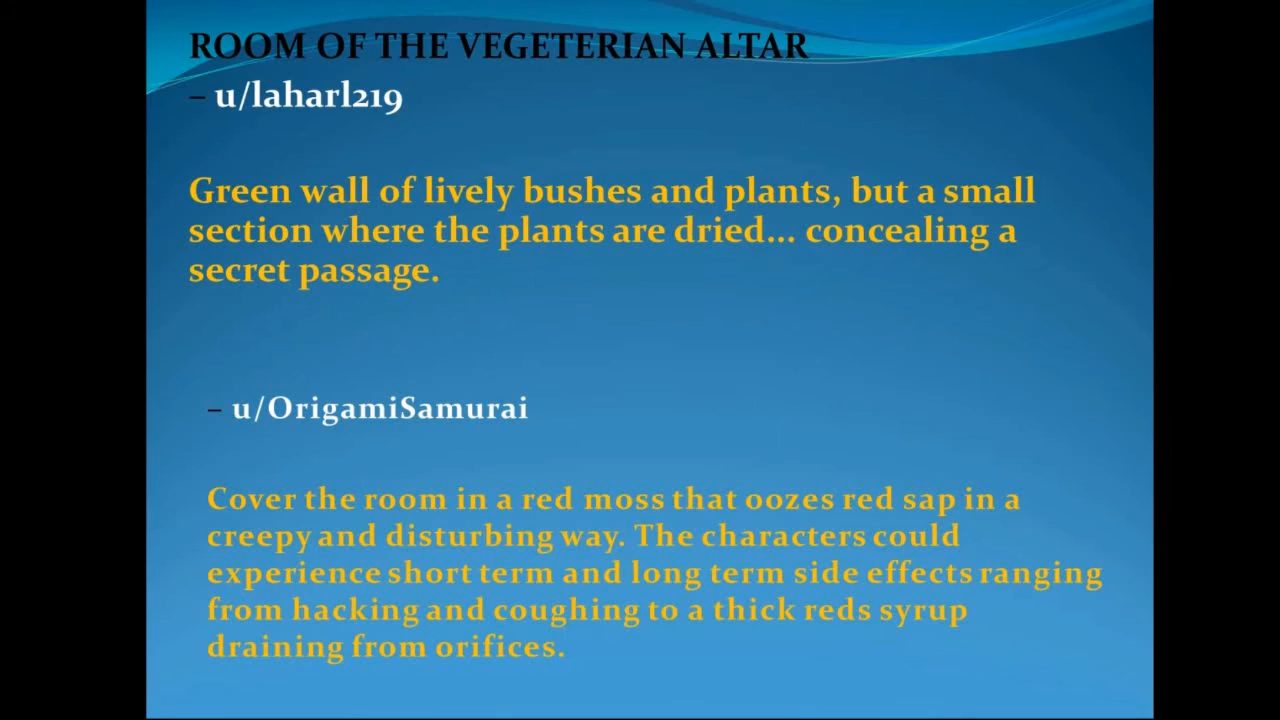 ROOM OF THE VEGETERIAN ALTAR
– u/laharl219
Green wall of lively bushes and plants, but a small
section where the plants are dried... concealing a
secret passage.
– u/OrigamiSamurai
Cover the room in a red moss that oozes red sap in a
creepy and disturbing way. The characters could
experience short term and long term side effects ranging
from hacking and coughing to a thick reds syrup
draining from orifices.